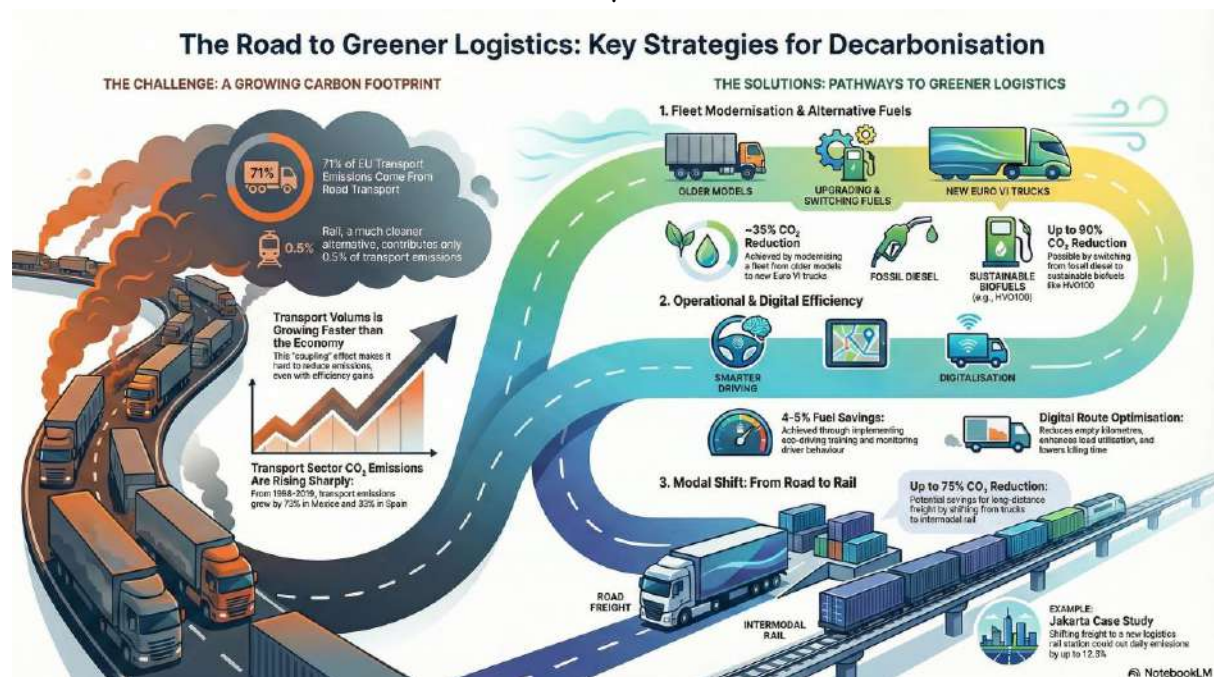 The Road to Greener Logistics: Key Strategies for Decarbonisation
THE CHALLENGE: A GROWING CARBON FOOTPRINT
71%
71% of EU Transport
Emissions Come From
Road Transport
0.5%
Rail, a much cleaner
alternative, contributes only
0.5% of transport emissions
Transport Volums is
Growing Faster than
the Economy
This "coupling" effect makes it
hard to reduce emissions,
even with efficiency gains
Transport Sector CO₂ Emissions
Are Rising Sharply:
From 1998-2019, transport emissions
grew by 73% in Mexico and 33% in Spain
THE SOLUTIONS: PATHWAYS TO GREENER LOGISTICS
1. Fleet Modernisation & Alternative Fuels
OLDER MODELS
UPGRADING &
SWITCHING FUELS
NEW EURO VI TRUCKS
~35% CO₂
Reduction
Achieved by modernising
a fleet from older models
to new Euro VI trucks
FOSSIL DIESEL
SUSTAINABLE
BIOFUELS
(e.g., HVO100)
Up to 90%
CO₂ Reduction
Possible by switching
from fossil diesel to
sustainable biofuels
like HVO100
2. Operational & Digital Efficiency
SMARTER
DRIVING
DIGITALISATION
4-5% Fuel Savings:
Achieved through implementing
eco-driving training and monitoring
driver behaviour
Digital Route Optimisation:
Reduces empty kilometres,
enhances load utilisation, and
lowers idling time
3. Modal Shift: From Road to Rail
Up to 75% CO₂ Reduction:
Potential savings for long-distance
freight by shifting from trucks
to intermodal rail
ROAD
FREIGHT
INTERMODAL
RAIL
EXAMPLE:
Jakarta Case Study
Shifting freight to a new logistics
rail station could cut daily emissions
by up to 12.8%
NotebookLM